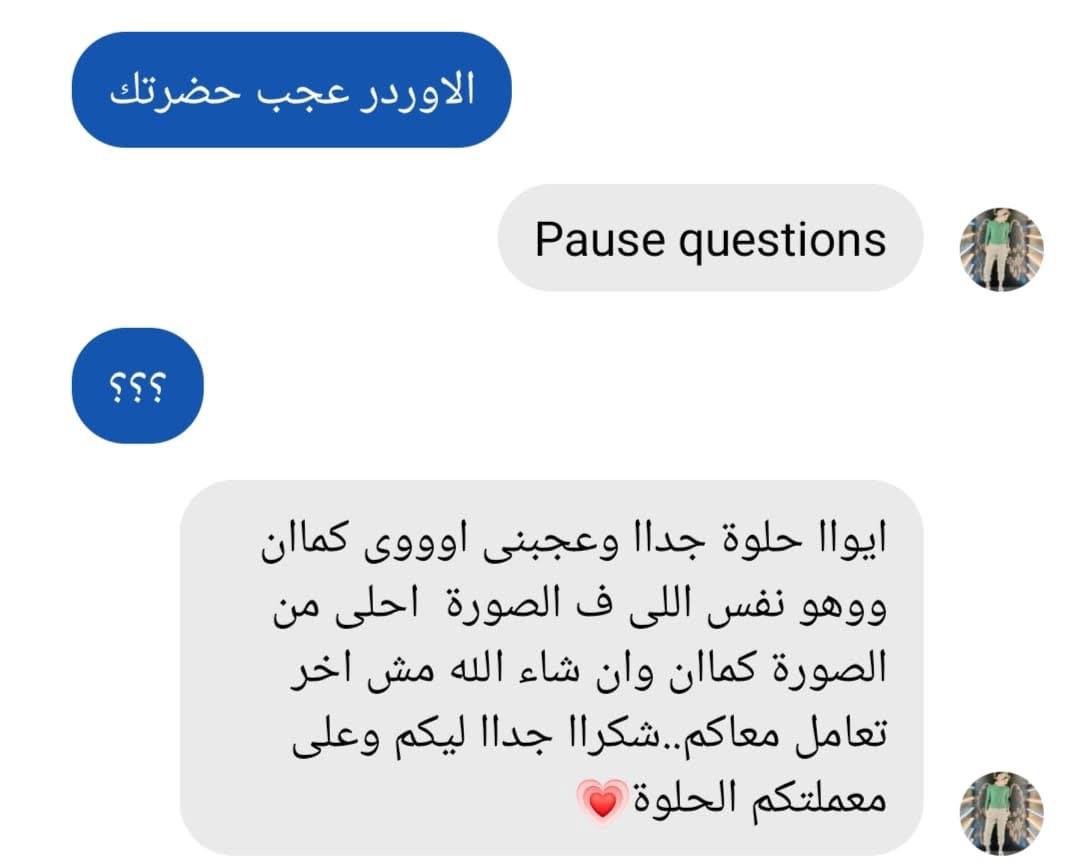 الاوردر عجب حضرتك
Pause questions
؟؟؟
ايواا حلوة جداا وعجبنى اوووى كماان
ووهو نفس اللى ف الصورة احلى من
الصورة كماان وان شاء الله مش اخر
تعامل معاكم..شكراا جداا ليكم وعلى
معملتكم الحلوة💗